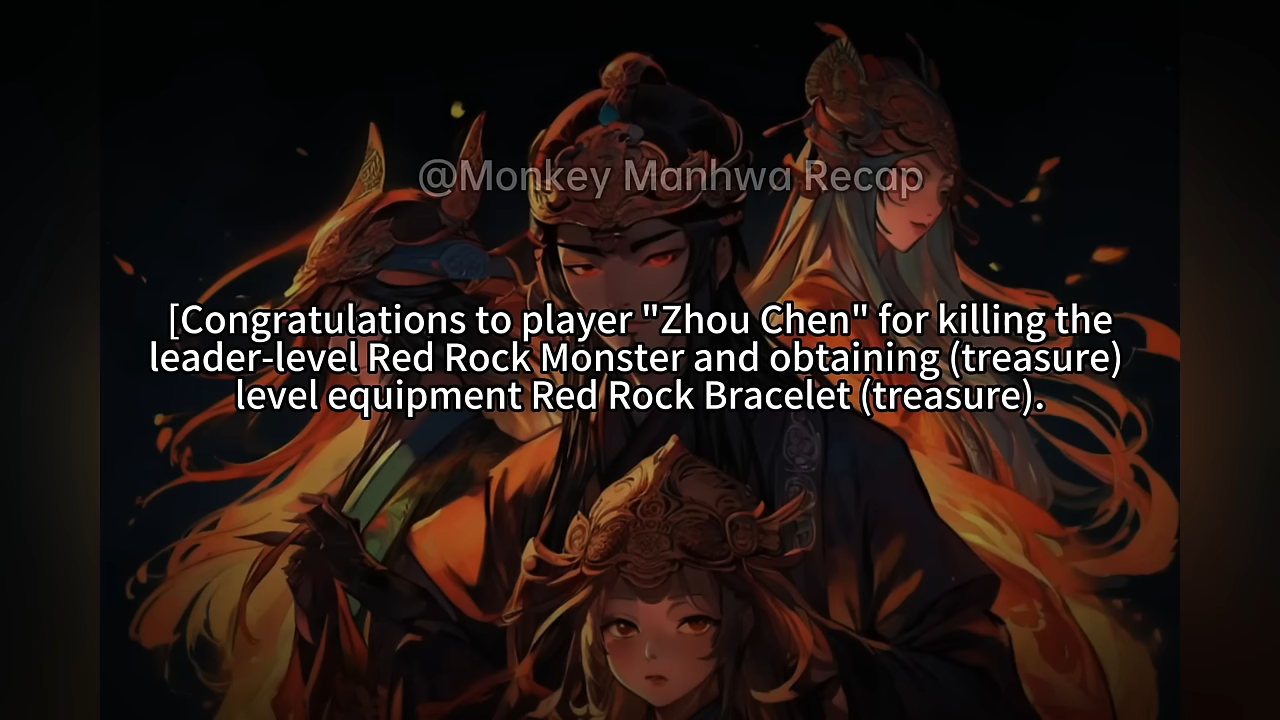 @Monkey Manhwa Recap
[Congratulations to player "Zhou Chen" for killing the
leader-level Red Rock Monster and obtaining (treasure)
level equipment Red Rock Bracelet (treasure).